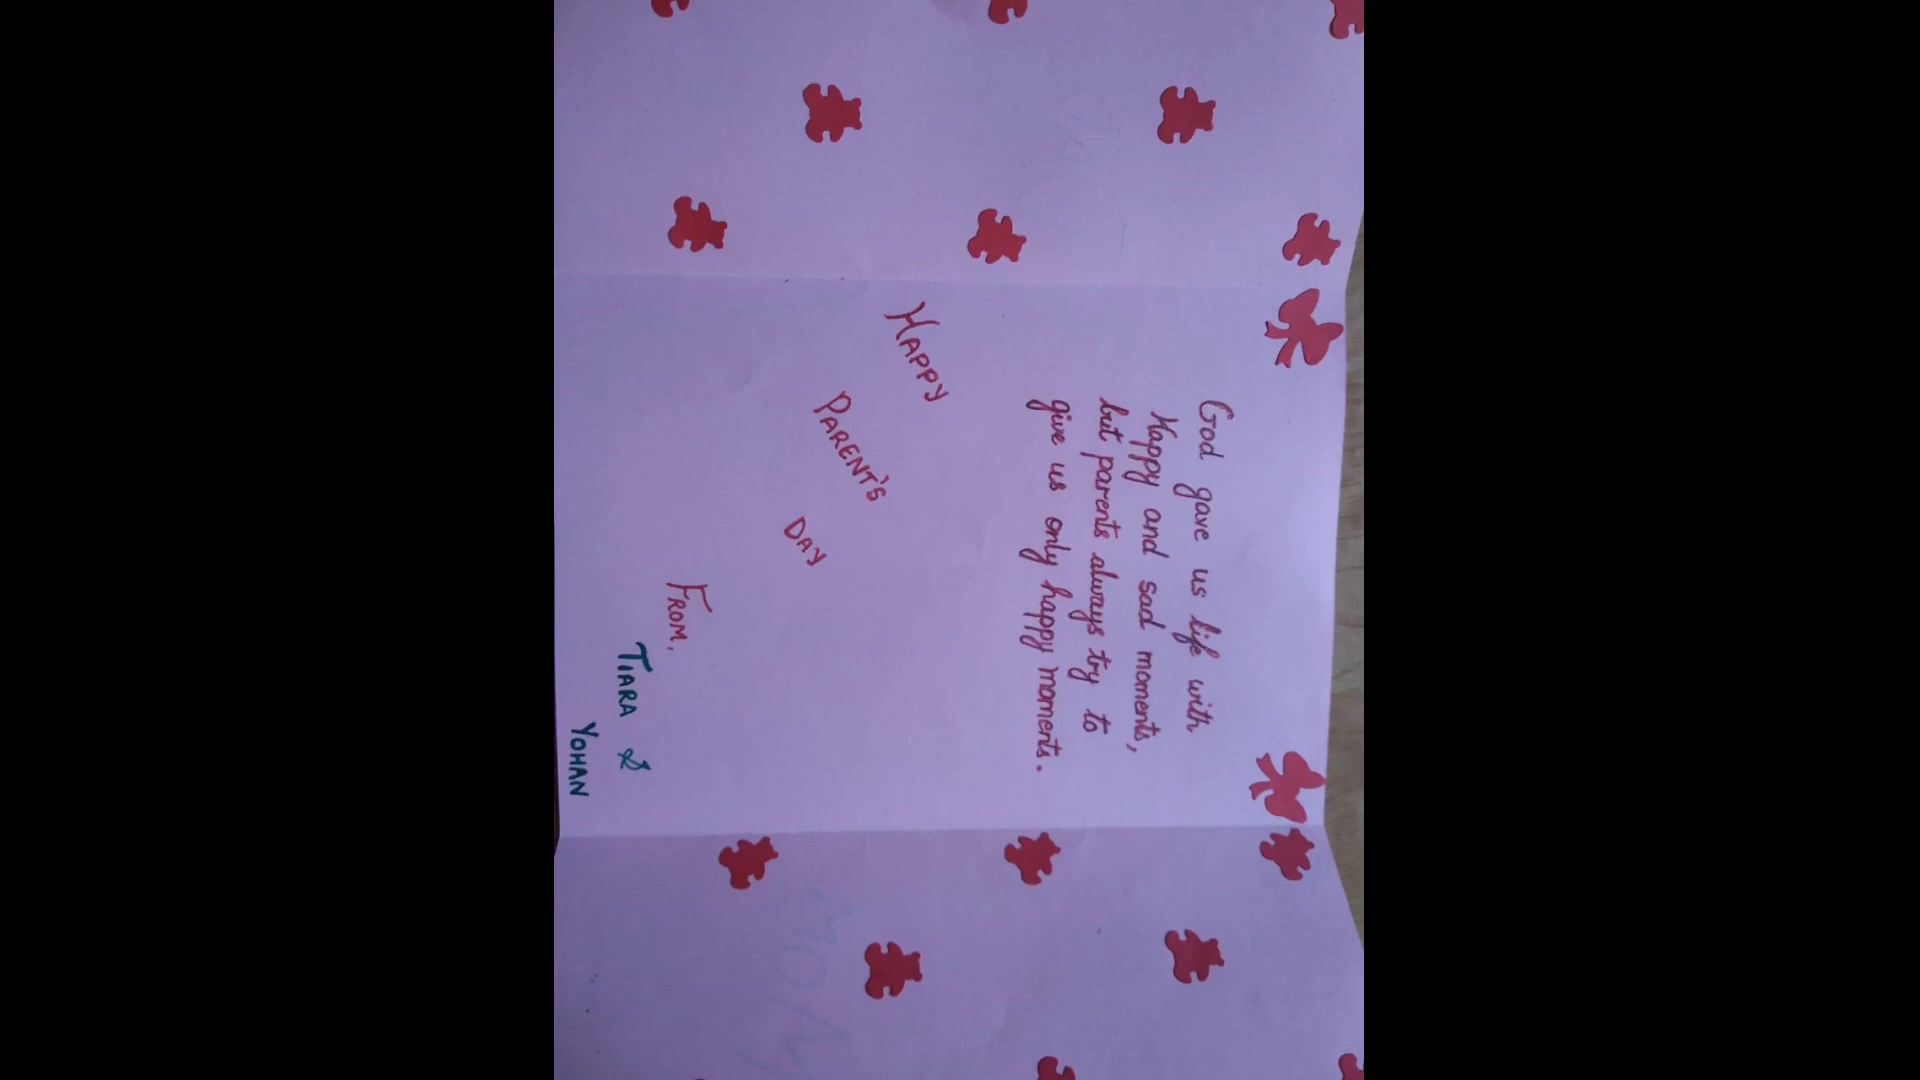 God gave us life with
Happy and sad moments,
but parents always try to
give us only happy moments.
HAPPY
PARENT'S
DAY
FROM,
TIARA &
YOHAN
MOM